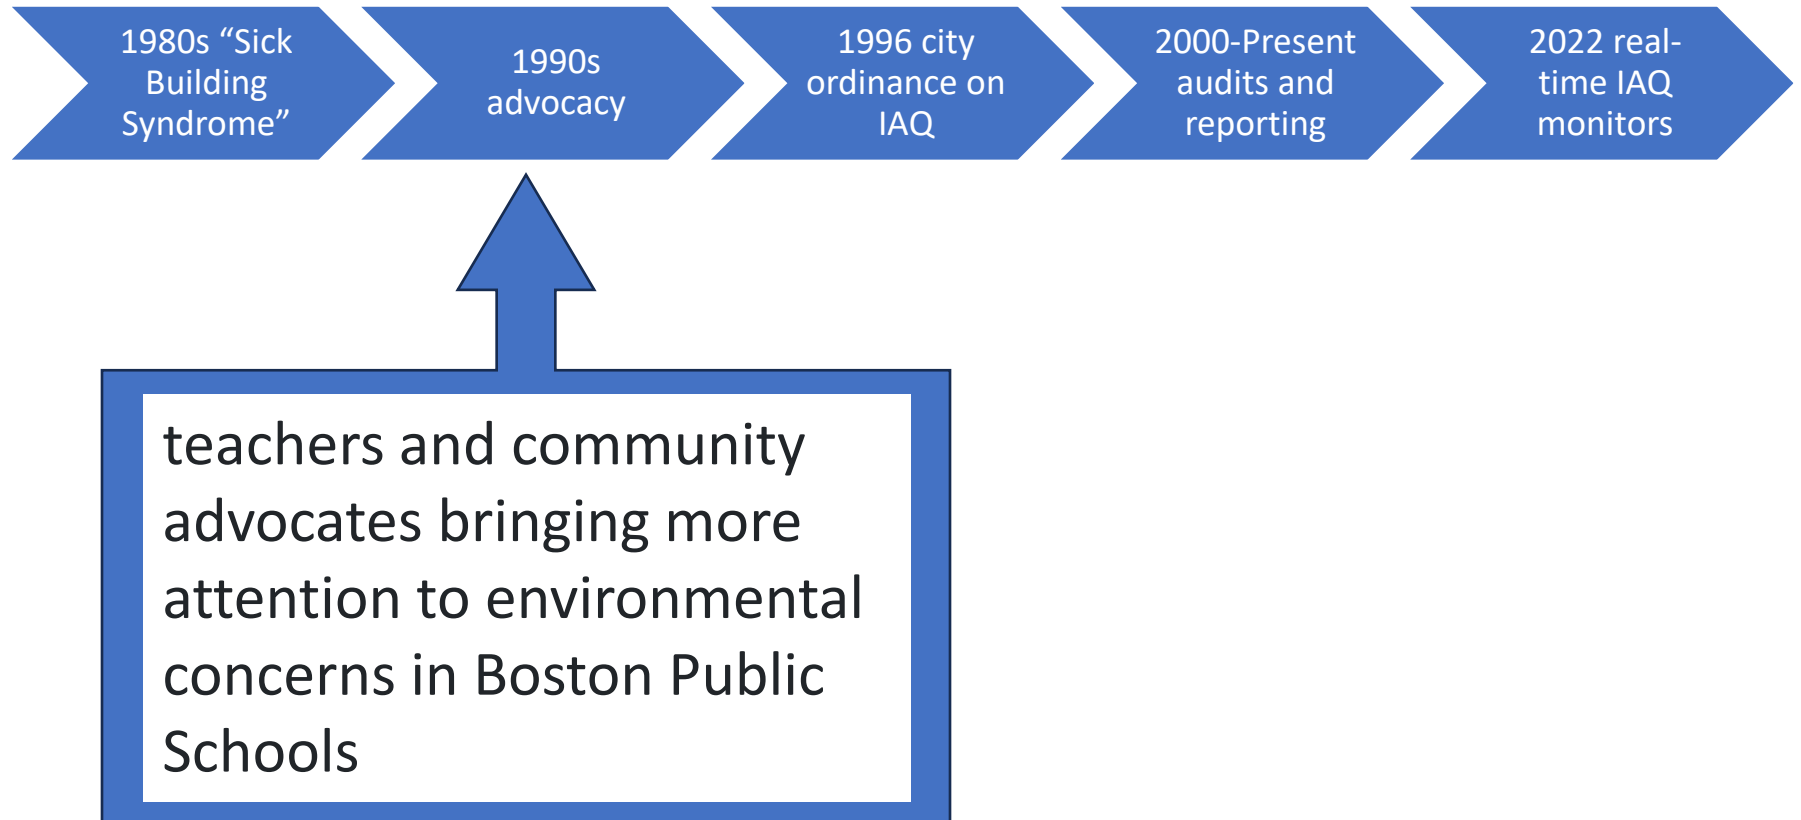 1980s “Sick
Building
Syndrome”
1990s
advocacy
1996 city
ordinance on
IAQ
2000-Present
audits and
reporting
2022 real-
time IAQ
monitors
teachers and community
advocates bringing more
attention to environmental
concerns in Boston Public
Schools